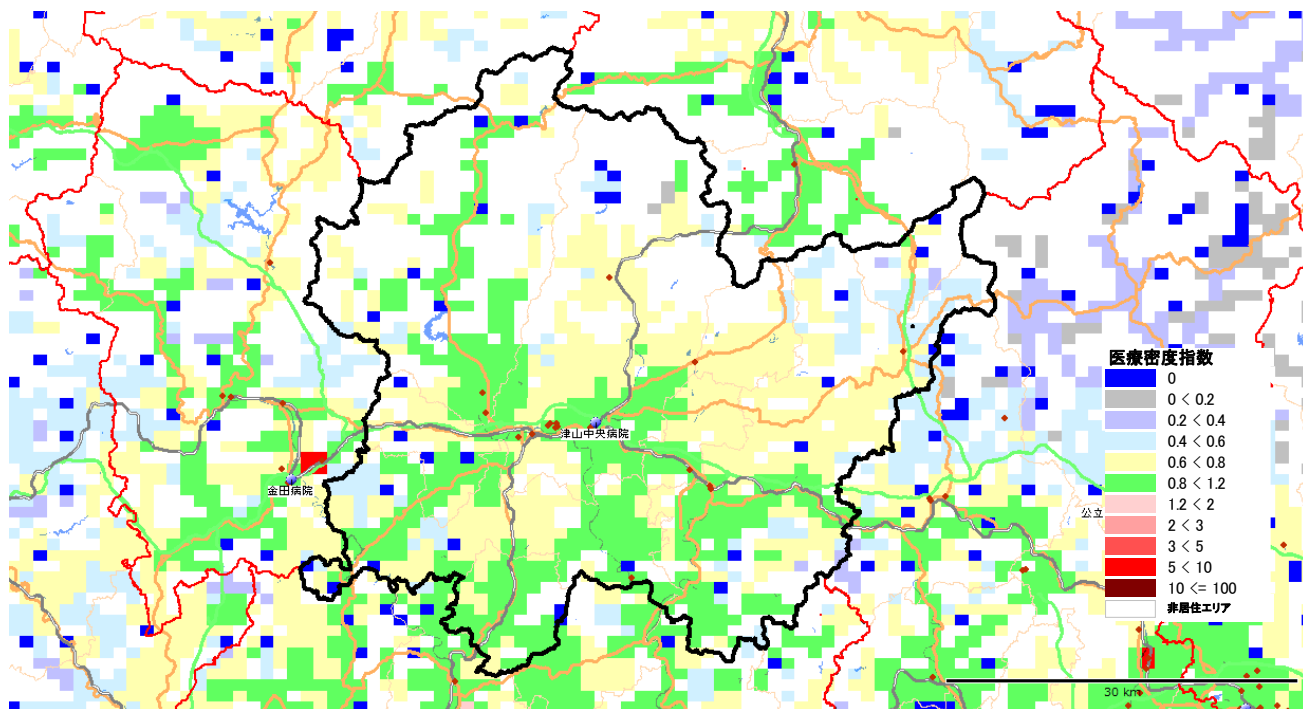 医療密度指数
0
0 < 0.2
0.2 < 0.4
0.4 < 0.6
0.6 < 0.8
0.8 < 1.2
1.2 < 2
2 < 3
3 < 5
5 < 10
10 <= 100
非居住エリア
津山中央病院
金田病院
公立
30 km